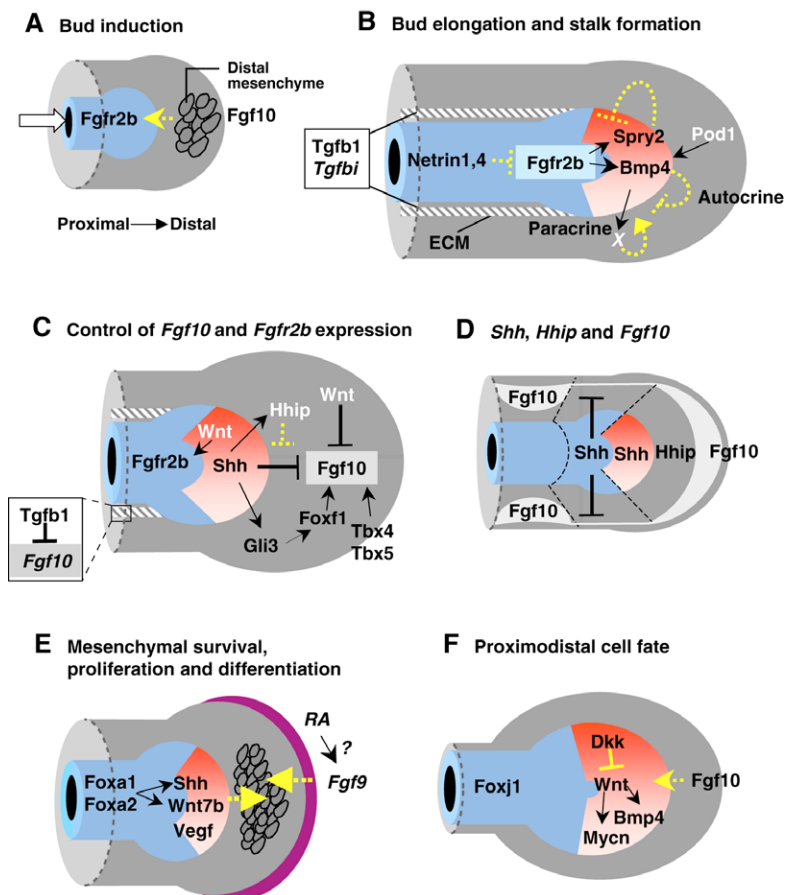 A Bud induction
Distal
mesenchyme
Fgfr2b
Fgf10
Proximal
Distal
B Bud elongation and stalk formation
Tgfb1
Tgfbi
Netrin1,4
Fgfr2b
Spry2
Bmp4
Pod1
Autocrine
Paracrine
X
ECM
C Control of Fgf10 and Fgfr2b expression
Wnt
Hhip
Wnt
Fgfr2b
Shh
Fgf10
Foxf1
Gli3
Tbx4
Tbx5
Tgfb1
Fgf10
D Shh, Hhip and Fgf10
Fgf10
Shh
Shh
Hhip
Fgf10
Fgf10
E Mesenchymal survival,
proliferation and differentiation
RA
?
Fgf9
Foxa1
Foxa2
Shh
Wnt7b
Vegf
F Proximodistal cell fate
Dkk
Foxj1
Wnt
Fgf10
Bmp4
Mycn